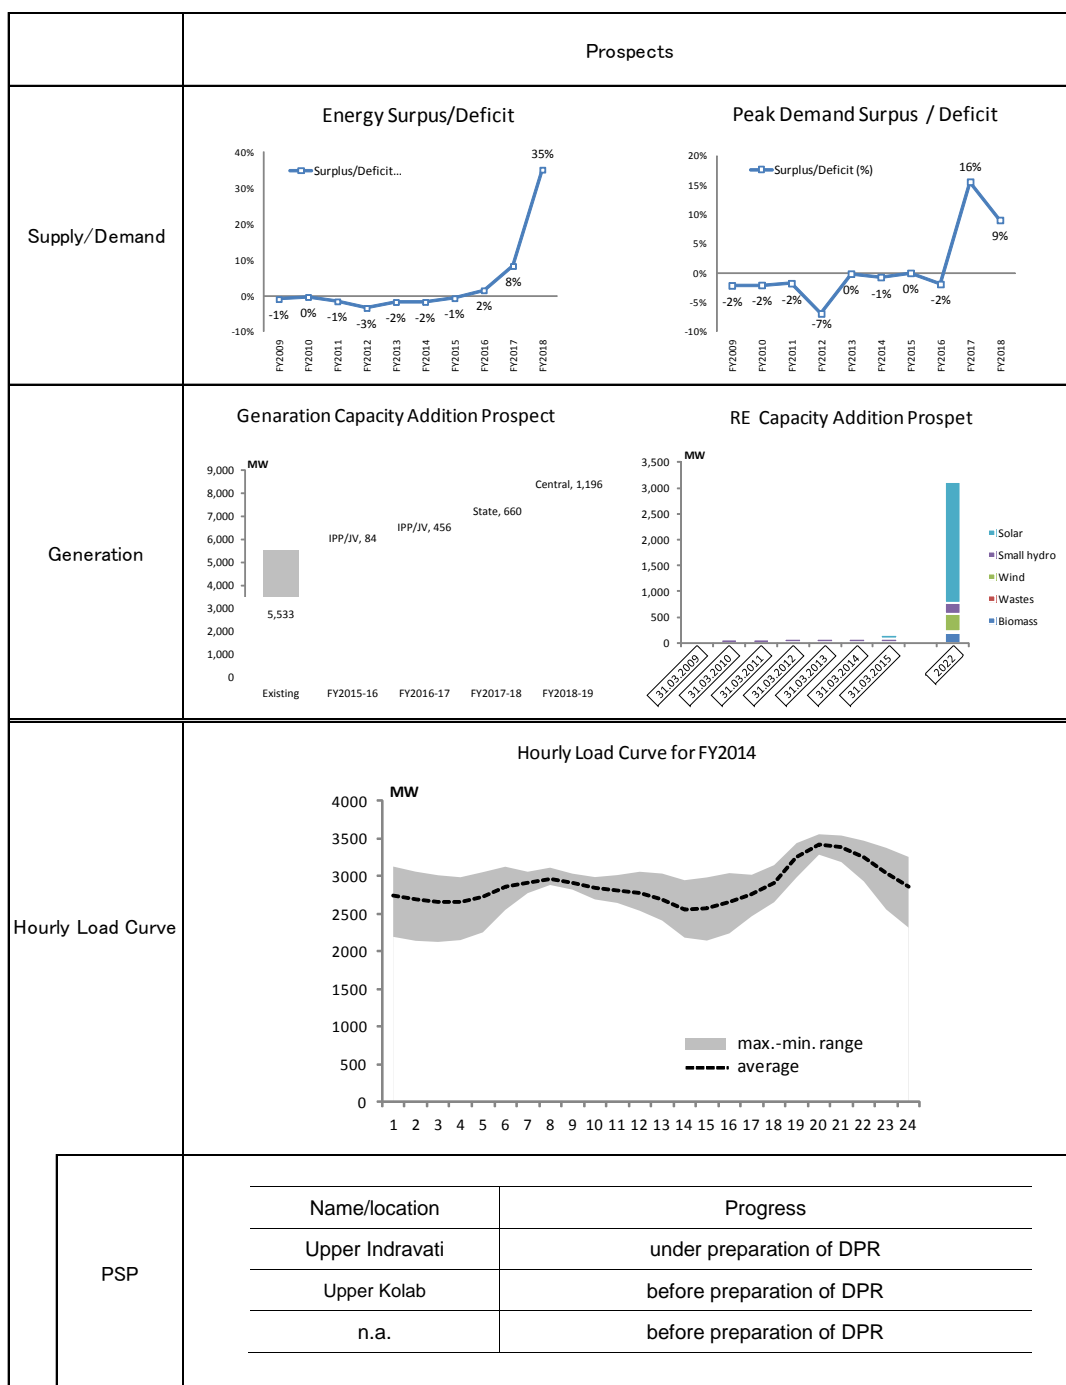 Prospects
Supply/Demand
Energy Surpus/Deficit
40%
30%
20%
10%
0%
-10%
Surplus/Deficit...
-1%
0%
-1%
-3%
-2%
-2%
-1%
2%
8%
35%
FY2009
FY2010
FY2011
FY2012
FY2013
FY2014
FY2015
FY2016
FY2017
FY2018
Peak Demand Surpus / Deficit
20%
15%
10%
5%
0%
-5%
-10%
Surplus/Deficit (%)
-2%
-2%
-2%
-7%
0%
-1%
0%
-2%
16%
9%
FY2009
FY2010
FY2011
FY2012
FY2013
FY2014
FY2015
FY2016
FY2017
FY2018
Generation
Genaration Capacity Addition Prospect
MW
9,000
8,000
7,000
6,000
5,000
4,000
3,000
2,000
1,000
0
5,533
IPP/JV, 84
IPP/JV, 456
State, 660
Central, 1,196
Existing
FY2015-16
FY2016-17
FY2017-18
FY2018-19
RE Capacity Addition Prospet
MW
3,500
3,000
2,500
2,000
1,500
1,000
500
0
Solar
Small hydro
Wind
Wastes
Biomass
31.03.2009
31.03.2010
31.03.2011
31.03.2012
31.03.2013
31.03.2014
31.03.2015
2022
Hourly Load Curve
Hourly Load Curve for FY2014
MW
4000
3500
3000
2500
2000
1500
1000
500
0
max.-min. range
average
1 2 3 4 5 6 7 8 9 10 11 12 13 14 15 16 17 18 19 20 21 22 23 24
PSP
Name/location Progress
Upper Indravati under preparation of DPR
Upper Kolab before preparation of DPR
n.a. before preparation of DPR